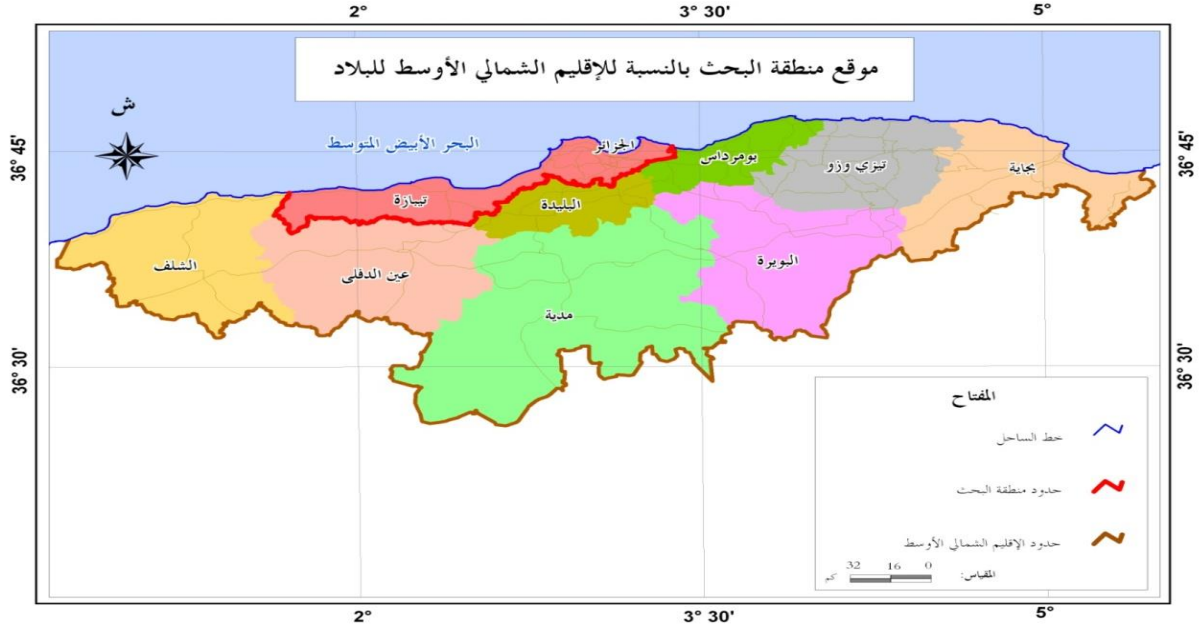 2° 3° 30' 5°
موقع منطقة البحث بالنسبة للإقليم الشمالي الأوسط للبلاد
ش
البحر الأبيض المتوسط
36° 45'
36° 45'
الجزائر
بومرداس
تيزي وزو
بجاية
تيبازة
البليدة
الشلف
عين الدفلى
البويرة
مدية
36° 30'
36° 30'
المفتاح
خط الساحل
حدود منطقة البحث
حدود الإقليم الشمالي الأوسط
المقياس: 0 16 32 كم
2° 3° 30' 5°